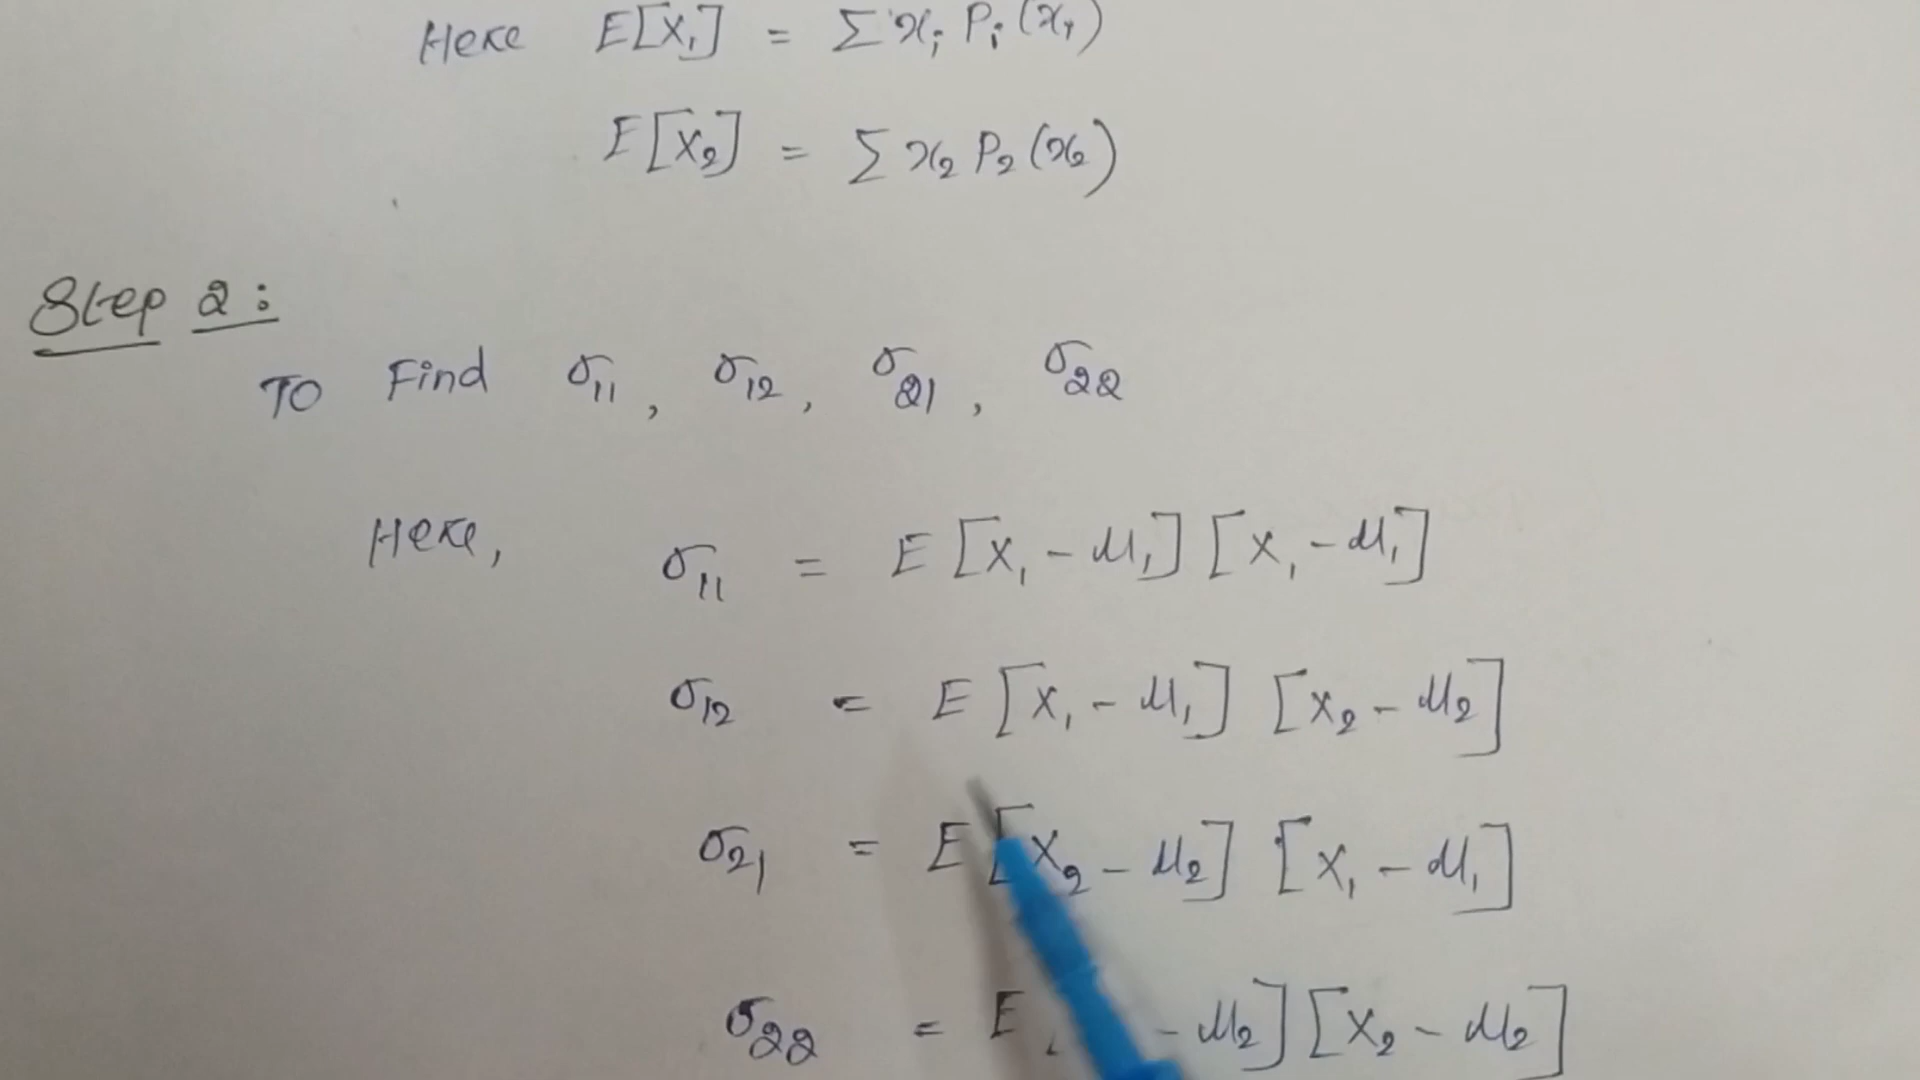 Here E[X₁] = Σ x₁ P₁(x₁)
E[X₂] = Σ x₂ P₂(x₂)
Step 2:
To Find σ₁₁, σ₁₂, σ₂₁, σ₂₂
Here, σ₁₁ = E[X₁ - μ₁][X₁ - μ₁]
σ₁₂ = E[X₁ - μ₁] [X₂ - μ₂]
σ₂₁ = E[X₂ - μ₂] [X₁ - μ₁]
σ₂₂ = E[ - μ₂][X₂ - μ₂]